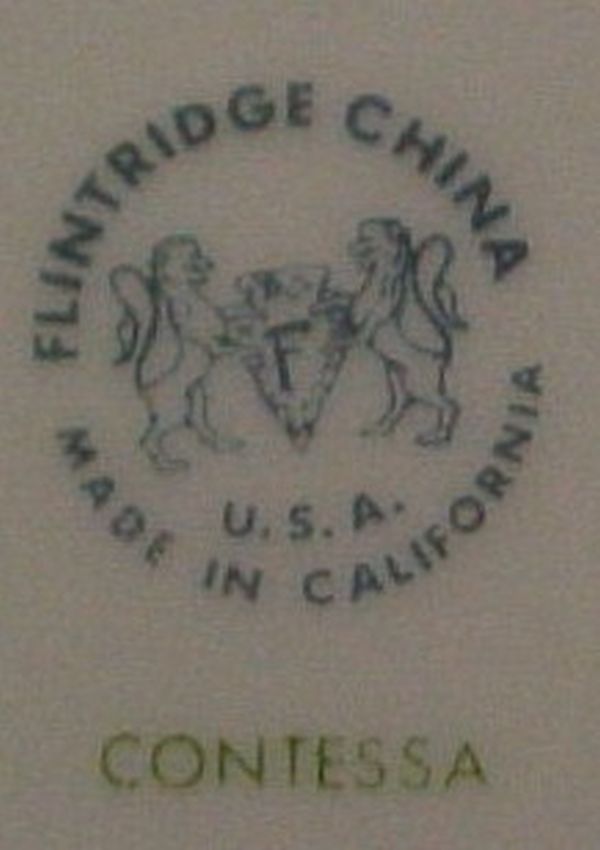 FLINTRIDGE CHINA
F
U.S.A.
MADE IN CALIFORNIA
CONTESSA